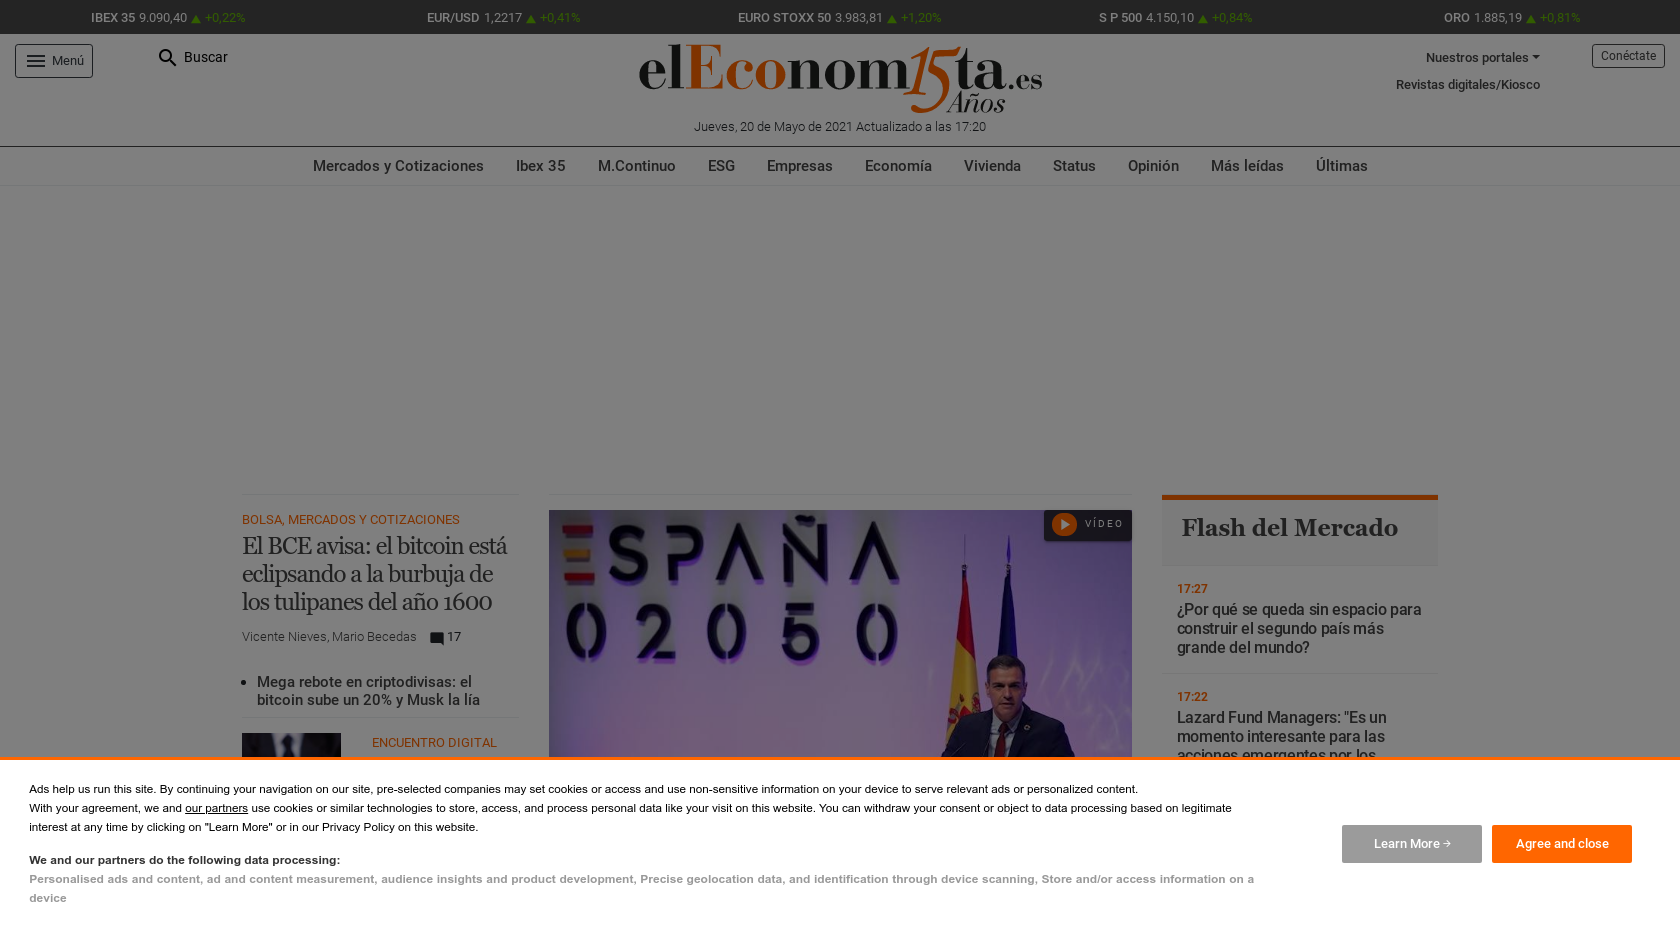 IBEX 35 9.090,40 +0,22%
EUR/USD 1,2217 +0,41%
EURO STOXX 50 3.983,81 +1,20%
S P 500 4.150,10 +0,84%
ORO 1.885,19 +0,81%
Menú
Buscar
elEconom15ta.es
Años
Nuestros portales
Conéctate
Revistas digitales/Kiosco
Jueves, 20 de Mayo de 2021 Actualizado a las 17:20
Mercados y Cotizaciones Ibex 35 M.Continuo ESG Empresas Economía Vivienda Status Opinión Más leídas Últimas
BOLSA, MERCADOS Y COTIZACIONES
El BCE avisa: el bitcoin está
eclipsando a la burbuja de
los tulipanes del año 1600
Vicente Nieves, Mario Becedas 17
Mega rebote en criptodivisas: el
bitcoin sube un 20% y Musk la lía
ENCUENTRO DIGITAL
VÍDEO
ESPAÑA
02050
Flash del Mercado
17:27
¿Por qué se queda sin espacio para
construir el segundo país más
grande del mundo?
17:22
Lazard Fund Managers: "Es un
momento interesante para las
acciones emergentes por los
Ads help us run this site. By continuing your navigation on our site, pre-selected companies may set cookies or access and use non-sensitive information on your device to serve relevant ads or personalized content.
With your agreement, we and our partners use cookies or similar technologies to store, access, and process personal data like your visit on this website. You can withdraw your consent or object to data processing based on legitimate
interest at any time by clicking on "Learn More" or in our Privacy Policy on this website.
We and our partners do the following data processing:
Personalised ads and content, ad and content measurement, audience insights and product development, Precise geolocation data, and identification through device scanning, Store and/or access information on a
device
Learn More →
Agree and close